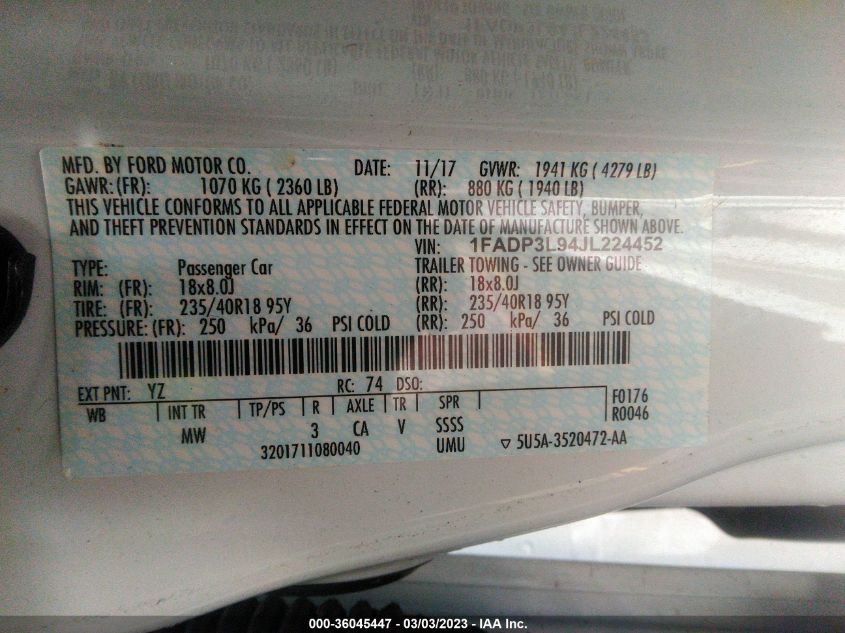 MFD. BY FORD MOTOR CO. DATE: 11/17 GVWR: 1941 KG ( 4279 LB)
GAWR: (FR): 1070 KG ( 2360 LB) (RR): 880 KG ( 1940 LB)
THIS VEHICLE CONFORMS TO ALL APPLICABLE FEDERAL MOTOR VEHICLE SAFETY, BUMPER,
AND THEFT PREVENTION STANDARDS IN EFFECT ON THE DATE OF MANUFACTURE SHOWN ABOVE.
VIN: 1FADP3L94JL224452
TYPE: Passenger Car TRAILER TOWING - SEE OWNER GUIDE
RIM: (FR): 18x8.0J (RR): 18x8.0J
TIRE: (FR): 235/40R18 95Y (RR): 235/40R18 95Y
PRESSURE: (FR): 250 kPa/ 36 PSI COLD (RR): 250 kPa/ 36 PSI COLD
EXT PNT: YZ RC: 74 DSO:
WB INT TR TP/PS R AXLE TR SPR F0176
MW 3 CA V SSSS R0046
3201711080040 UMU ▽ 5U5A-3520472-AA
000-36045447 - 03/03/2023 - IAA Inc.